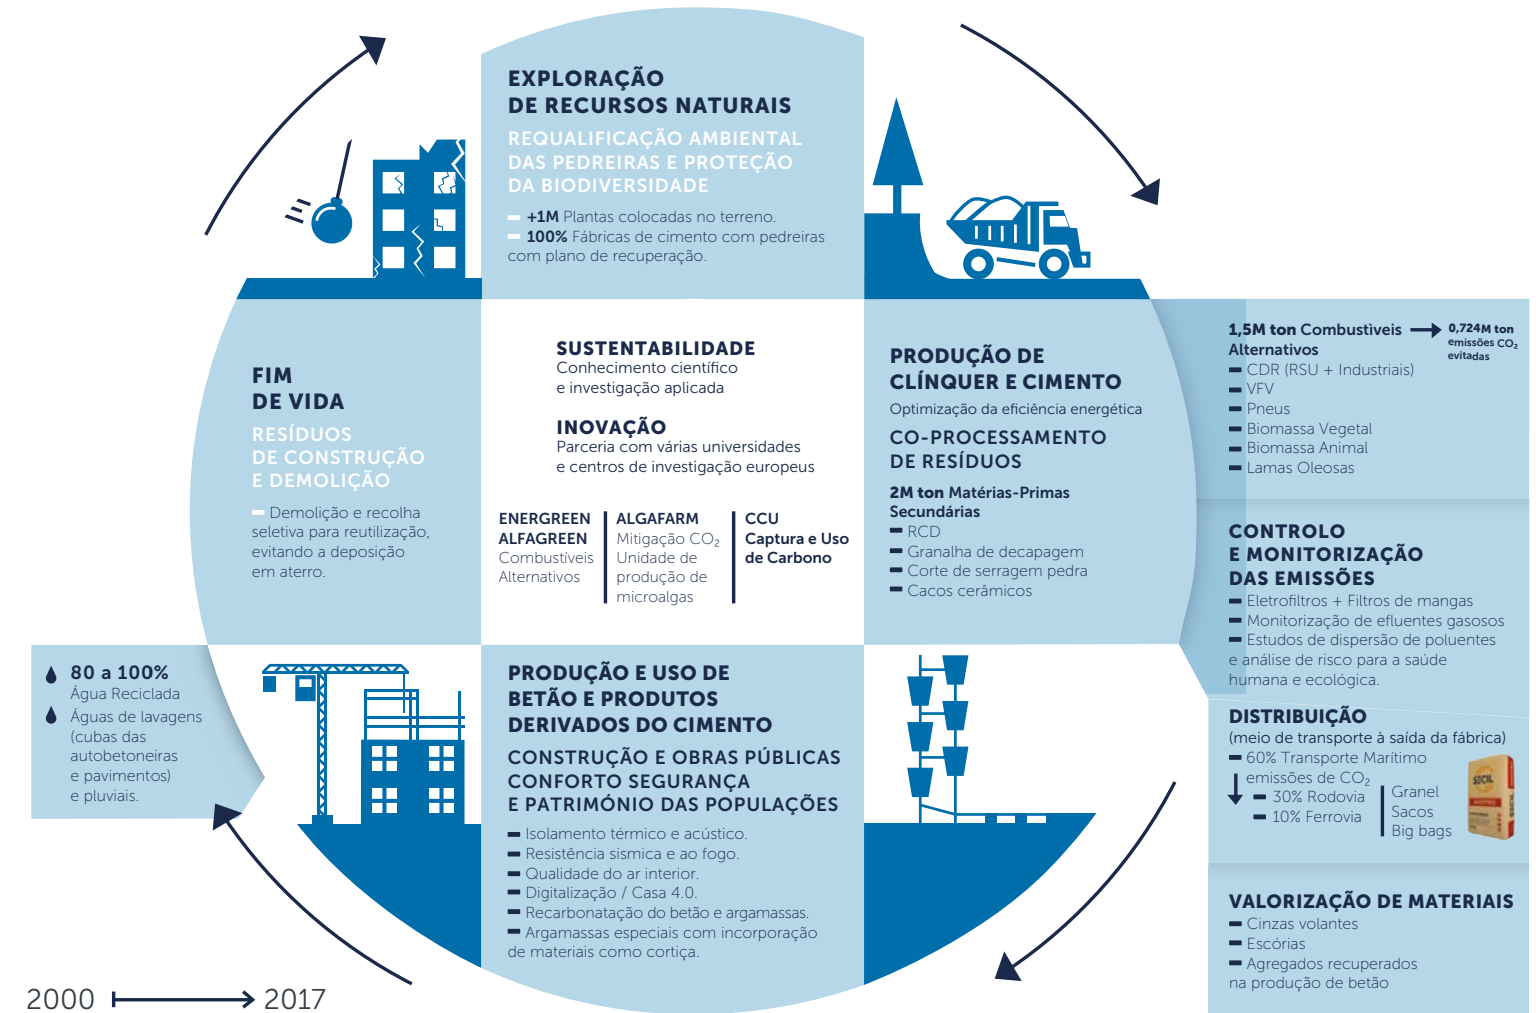 EXPLORAÇÃO
DE RECURSOS NATURAIS
REQUALIFICAÇÃO AMBIENTAL
DAS PEDREIRAS E PROTEÇÃO
DA BIODIVERSIDADE
+1M Plantas colocadas no terreno.
100% Fábricas de cimento com pedreiras
com plano de recuperação.
FIM
DE VIDA
RESÍDUOS
DE CONSTRUÇÃO
E DEMOLIÇÃO
Demolição e recolha
seletiva para reutilização,
evitando a deposição
em aterro.
SUSTENTABILIDADE
Conhecimento científico
e investigação aplicada
INOVAÇÃO
Parceria com várias universidades
e centros de investigação europeus
ENERGREEN
ALFAGREEN
Combustíveis
Alternativos
ALGAFARM
Mitigação CO₂
Unidade de
produção de
microalgas
CCU
Captura e Uso
de Carbono
PRODUÇÃO DE
CLÍNQUER E CIMENTO
Optimização da eficiência energética
CO-PROCESSAMENTO
DE RESÍDUOS
2M ton Matérias-Primas
Secundárias
RCD
Granalha de decapagem
Corte de serragem pedra
Cacos cerâmicos
1,5M ton Combustiveis
Alternativos
0,724M ton
emissões CO₂
evitadas
CDR (RSU + Industriais)
VFV
Pneus
Biomassa Vegetal
Biomassa Animal
Lamas Oleosas
CONTROLO
E MONITORIZAÇÃO
DAS EMISSÕES
Eletrofiltros + Filtros de mangas
Monitorização de efluentes gasosos
Estudos de dispersão de poluentes
e análise de risco para a saúde
humana e ecológica.
DISTRIBUIÇÃO
(meio de transporte à saída da fábrica)
60% Transporte Marítimo
emissões de CO₂
30% Rodovia
10% Ferrovia
Granel
Sacos
Big bags
SECIL
VALORIZAÇÃO DE MATERIAIS
Cinzas volantes
Escórias
Agregados recuperados
na produção de betão
PRODUÇÃO E USO DE
BETÃO E PRODUTOS
DERIVADOS DO CIMENTO
CONSTRUÇÃO E OBRAS PÚBLICAS
CONFORTO SEGURANÇA
E PATRIMÓNIO DAS POPULAÇÕES
Isolamento térmico e acústico.
Resistência sismica e ao fogo.
Qualidade do ar interior.
Digitalização / Casa 4.0.
Recarbonatação do betão e argamassas.
Argamassas especiais com incorporação
de materiais como cortiça.
80 a 100%
Água Reciclada
Águas de lavagens
(cubas das
autobetoneiras
e pavimentos)
e pluviais.
2000 2017